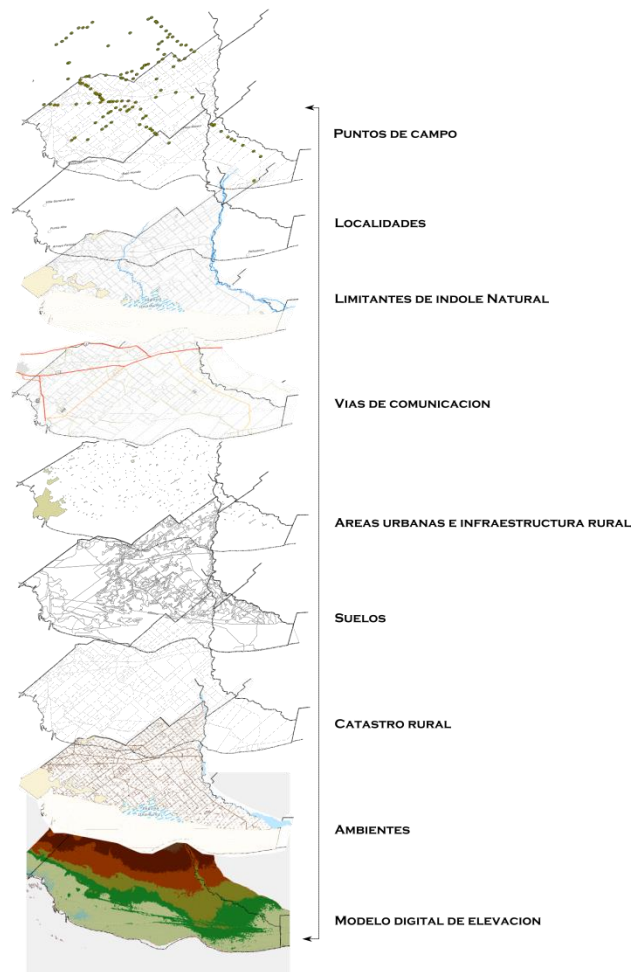 PUNTOS DE CAMPO
LOCALIDADES
LIMITANTES DE INDOLE NATURAL
VIAS DE COMUNICACION
AREAS URBANAS E INFRAESTRUCTURA RURAL
SUELOS
CATASTRO RURAL
AMBIENTES
MODELO DIGITAL DE ELEVACION